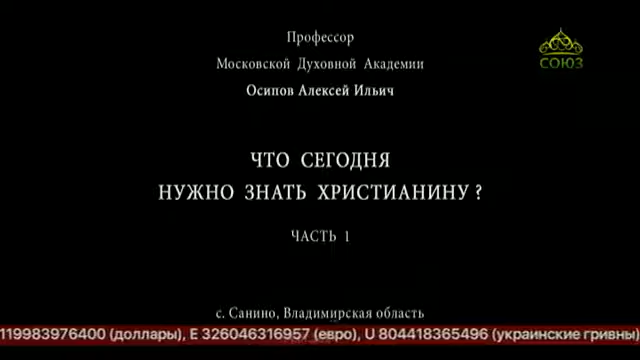 Профессор
Московской Духовной Академии
Осипов Алексей Ильич
СОЮЗ
ЧТО СЕГОДНЯ
НУЖНО ЗНАТЬ ХРИСТИАНИНУ?
ЧАСТЬ 1
с. Санино, Владимирская область
119983976400 (доллары), E 326046316957 (евро), U 804418365496 (украинские гривны)